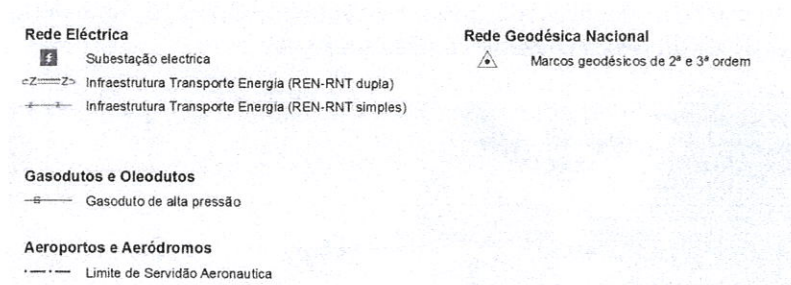 Rede Eléctrica
Subestação electrica
Infraestrutura Transporte Energia (REN-RNT dupla)
Infraestrutura Transporte Energia (REN-RNT simples)
Gasodutos e Oleodutos
Gasoduto de alta pressão
Aeroportos e Aeródromos
Limite de Servidão Aeronautica
Rede Geodésica Nacional
Marcos geodésicos de 2ª e 3ª ordem